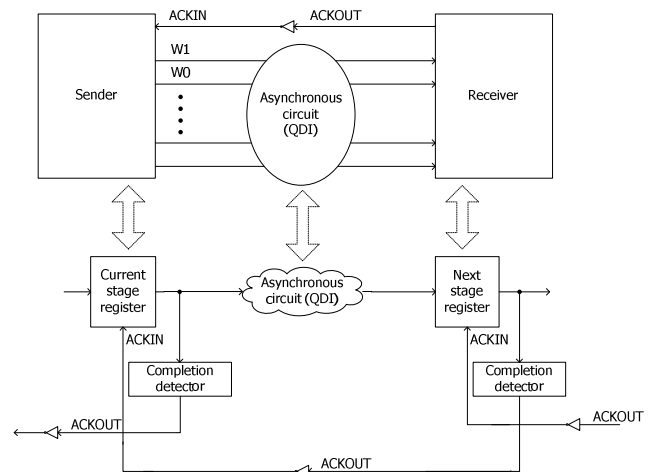 ACKIN
ACKOUT
W1
W0
Sender
Asynchronous
circuit
(QDI)
Receiver
Current
stage
register
Asynchronous
circuit (QDI)
Next
stage
register
ACKIN
ACKIN
Completion
detector
Completion
detector
ACKOUT
ACKOUT
ACKOUT